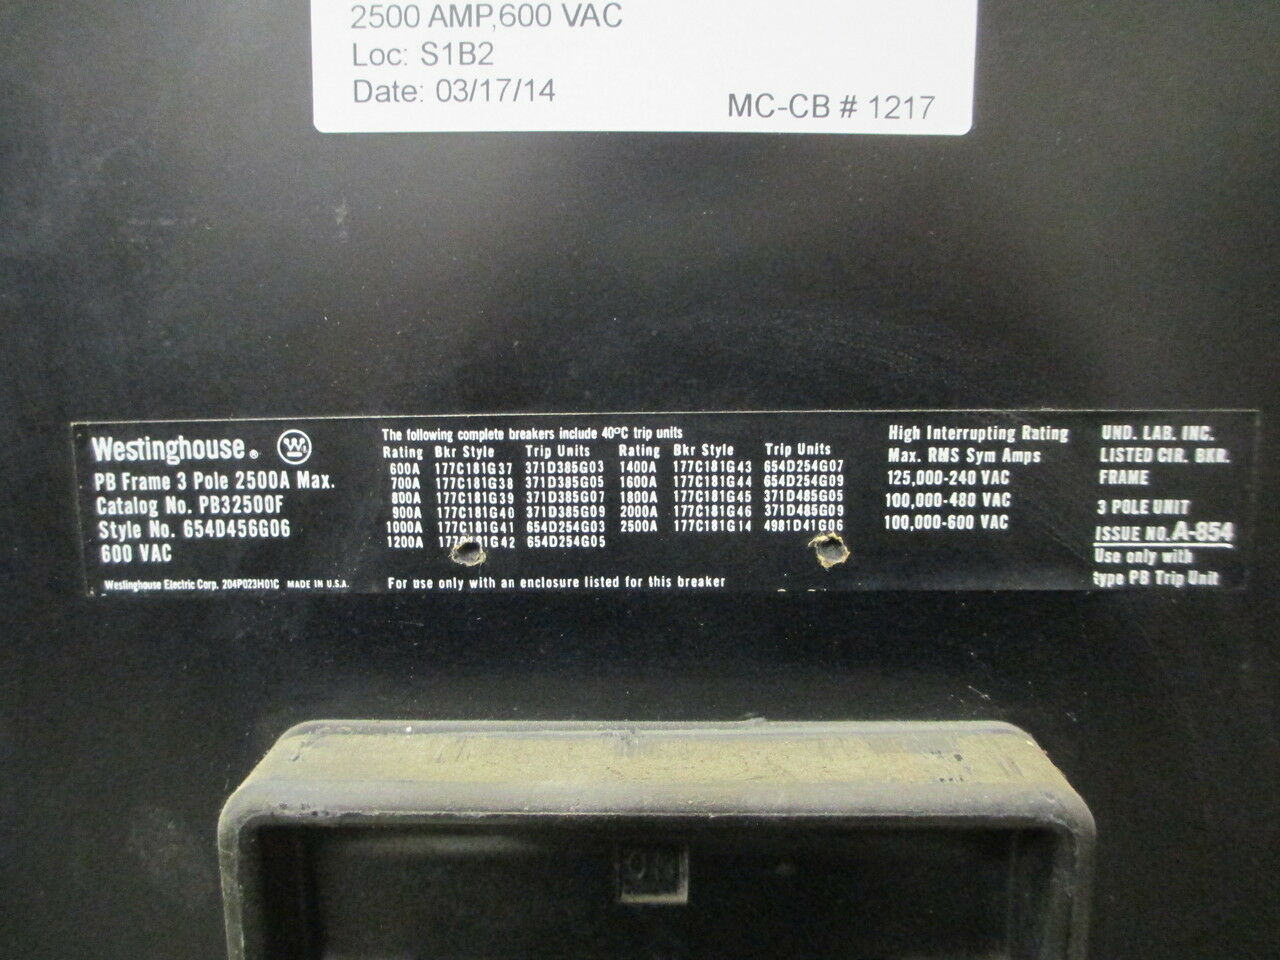 2500 AMP,600 VAC
Loc: S1B2
Date: 03/17/14
MC-CB # 1217
Westinghouse®
PB Frame 3 Pole 2500A Max.
Catalog No. PB32500F
Style No. 654D456G06
600 VAC
Westinghouse Electric Corp. 204P023H01C MADE IN U.S.A.
The following complete breakers include 40°C trip units
Rating Bkr Style Trip Units Rating Bkr Style Trip Units
600A 177C181G37 371D385G03 1400A 177C181G43 654D254G07
700A 177C181G38 371D385G05 1600A 177C181G44 654D254G09
800A 177C181G39 371D385G07 1800A 177C181G45 371D485G05
900A 177C181G40 371D385G09 2000A 177C181G46 371D485G09
1000A 177C181G41 654D254G03 2500A 177C181G14 4981D41G06
1200A 177C181G42 654D254G05
For use only with an enclosure listed for this breaker
High Interrupting Rating
Max. RMS Sym Amps
125,000-240 VAC
100,000-480 VAC
100,000-600 VAC
UND. LAB. INC.
LISTED CIR. BKR.
FRAME
3 POLE UNIT
ISSUE NO. A-854
Use only with
type PB Trip Unit